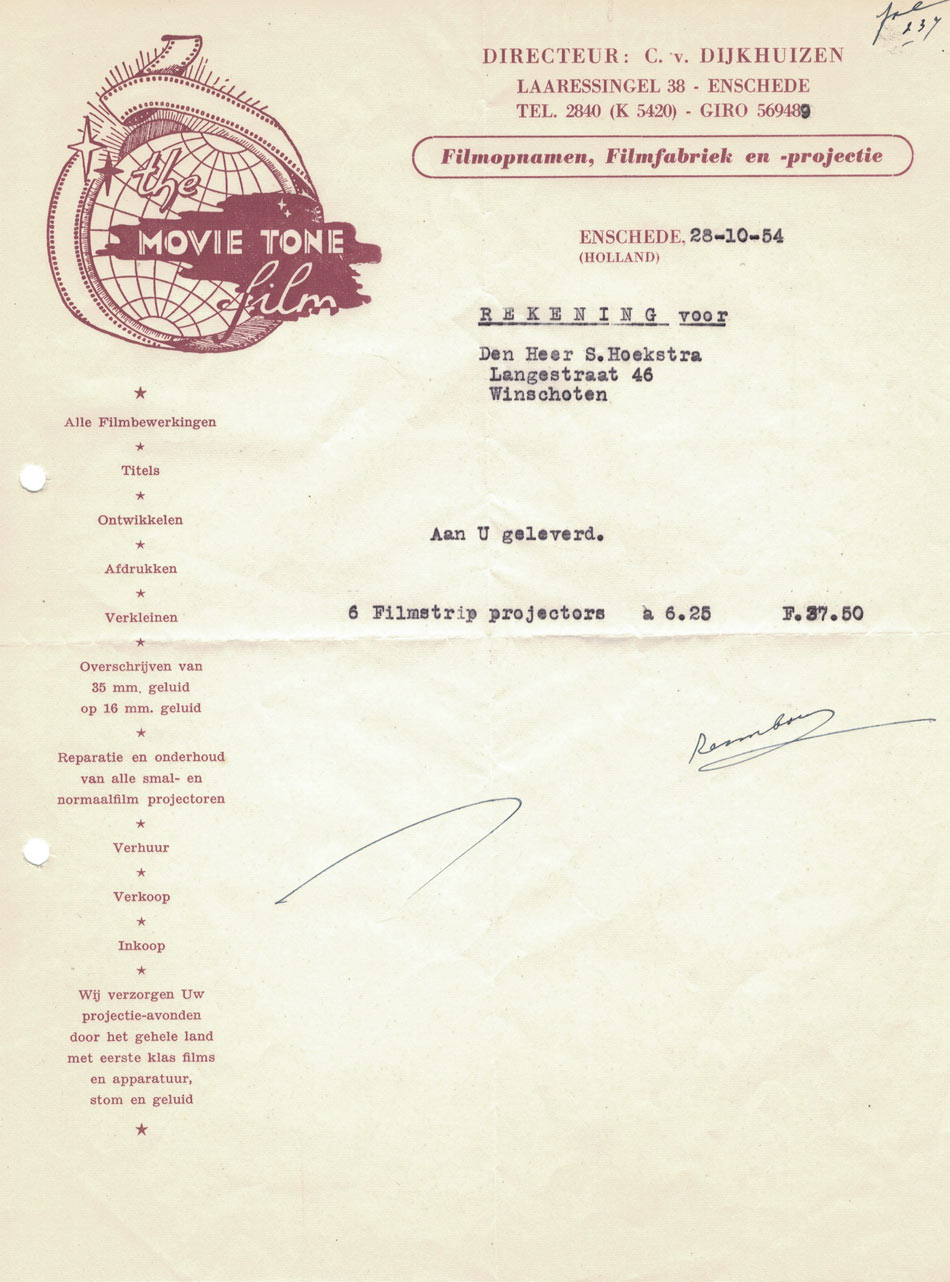 237
DIRECTEUR: C. v. DIJKHUIZEN
LAARESSINGEL 38 - ENSCHEDE
TEL. 2840 (K 5420) - GIRO 569489
Filmopnamen, Filmfabriek en -projectie
the
MOVIE TONE
film
ENSCHEDE, 28-10-54
(HOLLAND)
REKENING voor
Den Heer S.Hoekstra
Langestraat 46
Winschoten
★
Alle Filmbewerkingen
★
Titels
★
Ontwikkelen
★
Afdrukken
★
Verkleinen
★
Overschrijven van
35 mm. geluid
op 16 mm. geluid
★
Reparatie en onderhoud
van alle smal- en
normaalfilm projectoren
★
Verhuur
★
Verkoop
★
Inkoop
★
Wij verzorgen Uw
projectie-avonden
door het gehele land
met eerste klas films
en apparatuur,
stom en geluid
★
Aan U geleverd.
6 Filmstrip projectors à 6.25 F.37.50